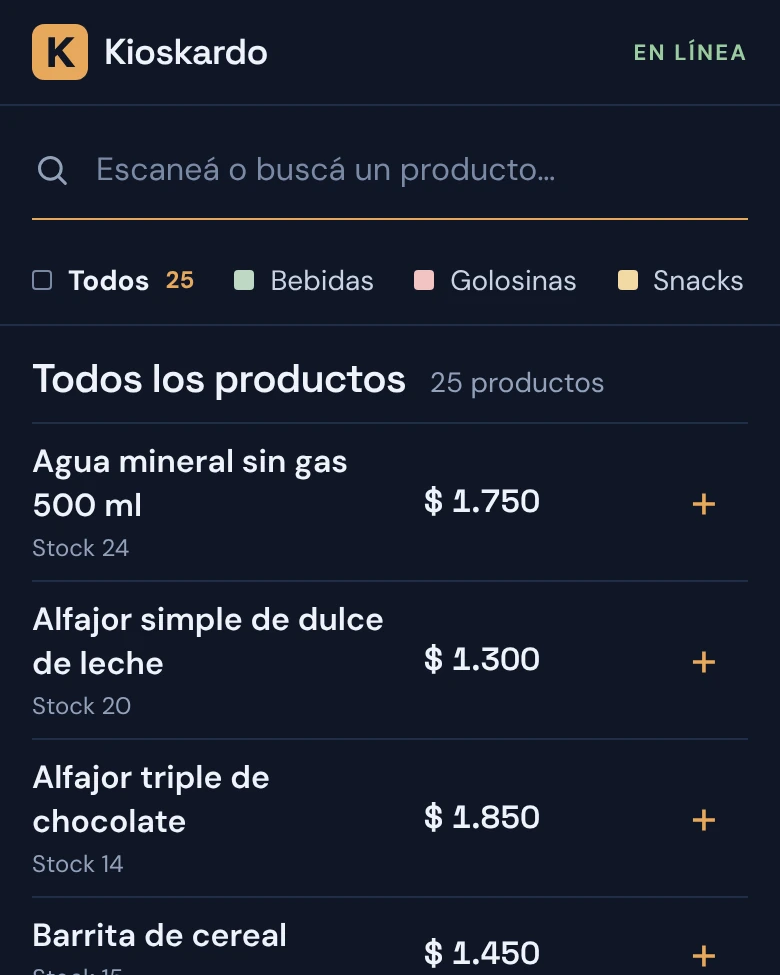 K Kioskardo EN LÍNEA
Escaneá o buscá un producto...
Todos 25 Bebidas Golosinas Snacks
Todos los productos 25 productos
Agua mineral sin gas
500 ml
$ 1.750 +
Stock 24
Alfajor simple de dulce
de leche
$ 1.300 +
Stock 20
Alfajor triple de
chocolate
$ 1.850 +
Stock 14
Barrita de cereal
$ 1.450 +
Stock 15